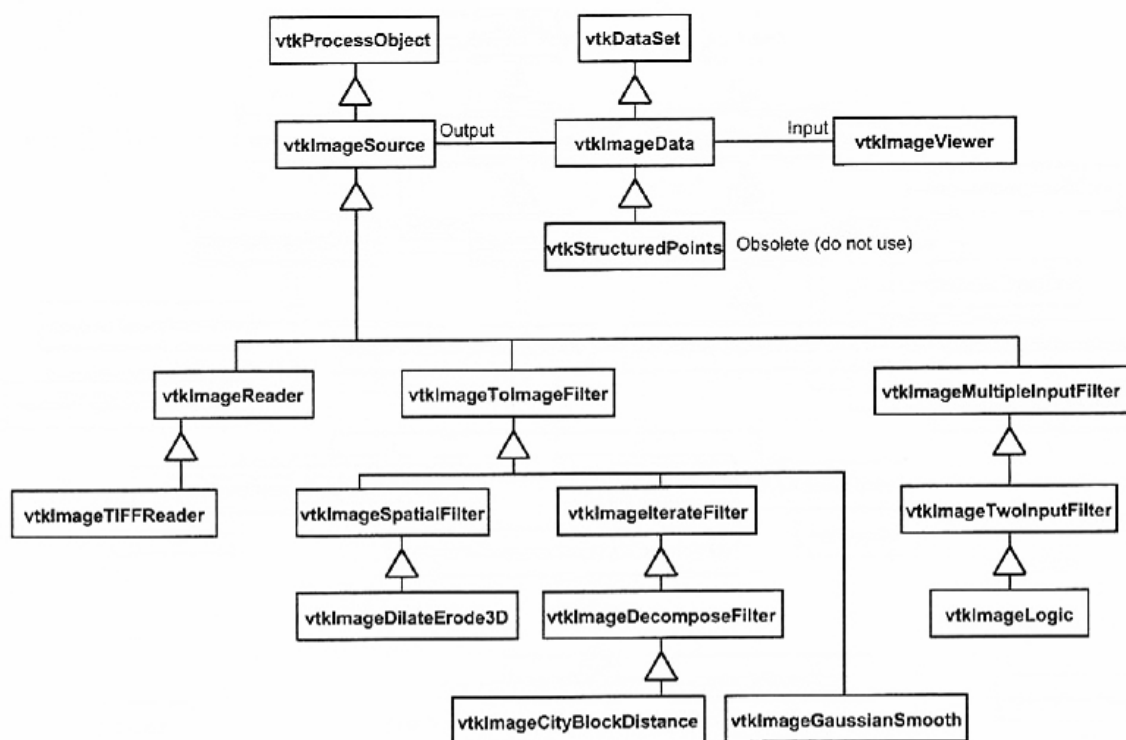 vtkProcessObject
vtkDataSet
vtkImageSource
Output
vtkImageData
Input
vtkImageViewer
vtkStructuredPoints
Obsolete (do not use)
vtkImageReader
vtkImageToImageFilter
vtkImageMultipleInputFilter
vtkImageTIFFReader
vtkImageSpatialFilter
vtkImageIterateFilter
vtkImageTwoInputFilter
vtkImageDilateErode3D
vtkImageDecomposeFilter
vtkImageLogic
vtkImageCityBlockDistance
vtkImageGaussianSmooth